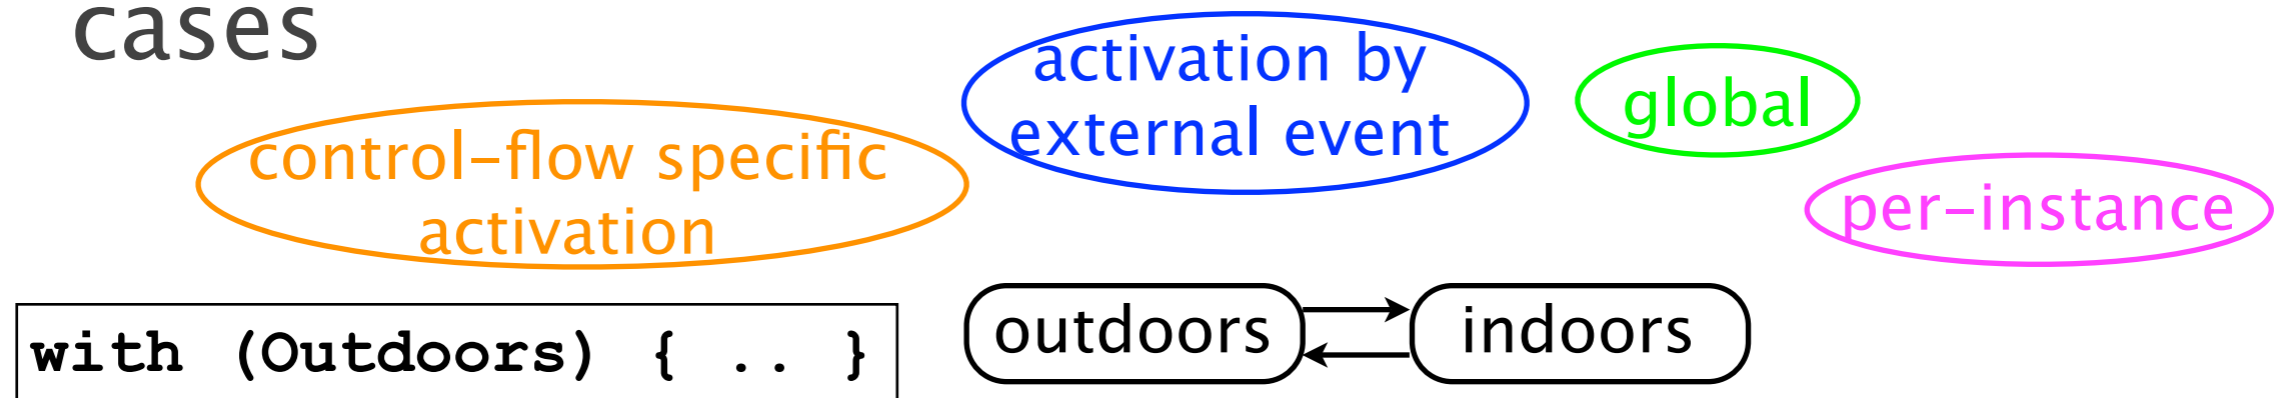 cases
control-flow specific
activation
activation by
external event
global
per-instance
with (Outdoors) { .. }
outdoors
indoors